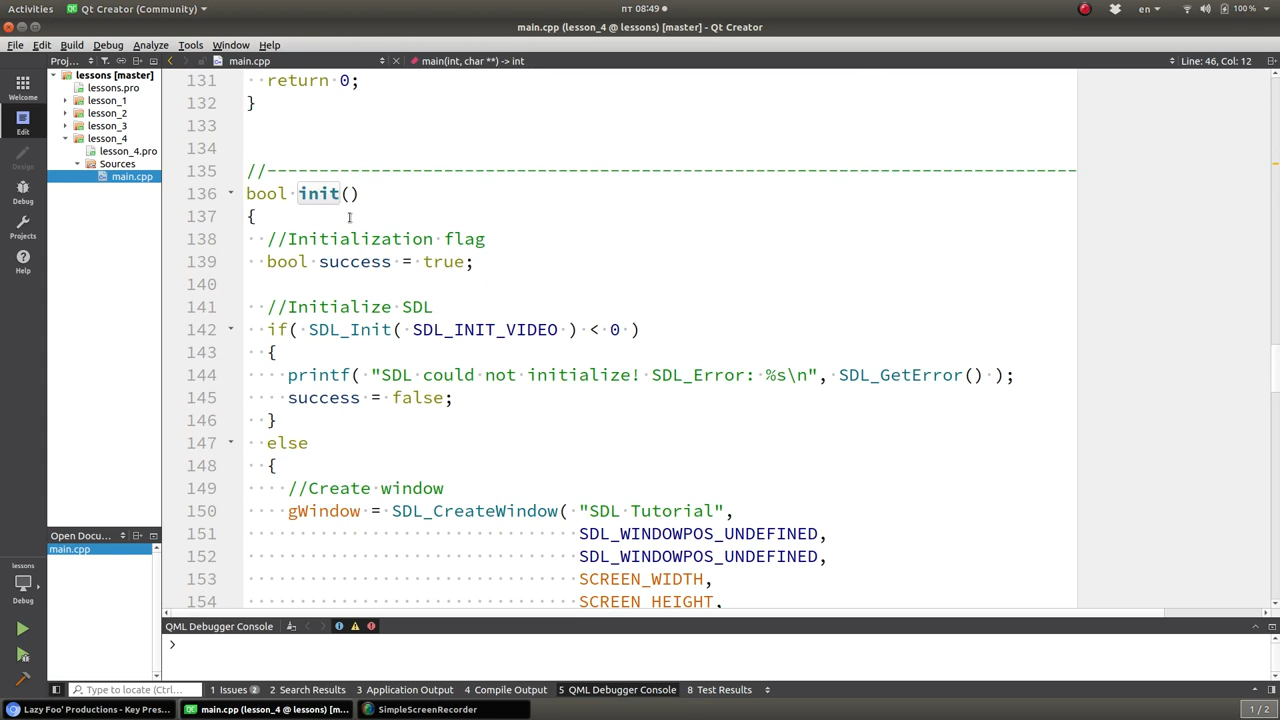 Activities
Qt Creator (Community)
пт 08:49
en
100 %
main.cpp (lesson_4 @ lessons) [master] - Qt Creator
File Edit Build Debug Analyze Tools Window Help
Proj... main.cpp main(int, char **) -> int Line: 46, Col: 12
Welcome
Edit
Design
Debug
Projects
Help
lessons [master]
lessons.pro
lesson_1
lesson_2
lesson_3
lesson_4
lesson_4.pro
Sources
main.cpp
131 return 0;
132 }
133
134
135 //------------------------------------------------------------------------------
136 bool init()
137 {
138 //Initialization flag
139 bool success = true;
140
141 //Initialize SDL
142 if( SDL_Init( SDL_INIT_VIDEO ) < 0 )
143 {
144 printf( "SDL could not initialize! SDL_Error: %s\n", SDL_GetError() );
145 success = false;
146 }
147 else
148 {
149 //Create window
150 gWindow = SDL_CreateWindow( "SDL Tutorial",
151 SDL_WINDOWPOS_UNDEFINED,
152 SDL_WINDOWPOS_UNDEFINED,
153 SCREEN_WIDTH,
154 SCREEN_HEIGHT,
Open Docu...
main.cpp
lessons
Debug
QML Debugger Console
>
Type to locate (Ctrl... 1 Issues 2 2 Search Results 3 Application Output 4 Compile Output 5 QML Debugger Console 8 Test Results
Lazy Foo' Productions - Key Pres... main.cpp (lesson_4 @ lessons) [m... SimpleScreenRecorder 1 / 2